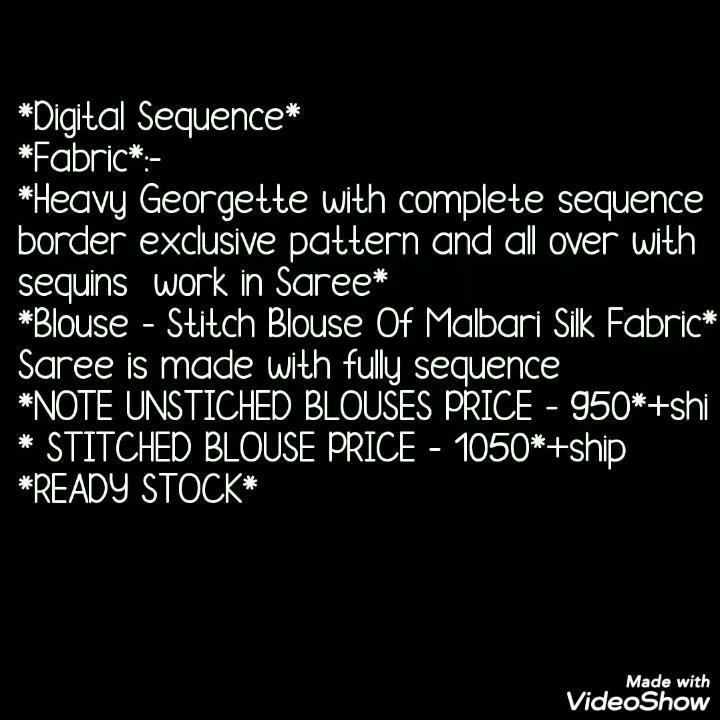 *Digital Sequence*
*Fabric*:-
*Heavy Georgette with complete sequence
border exclusive pattern and all over with
sequins  work in Saree*
*Blouse - Stitch Blouse Of Malbari Silk Fabric*
Saree is made with fully sequence
*NOTE UNSTICHED BLOUSES PRICE - 950*+shi
* STITCHED BLOUSE PRICE - 1050*+ship
*READY STOCK*
Made with
VideoShow